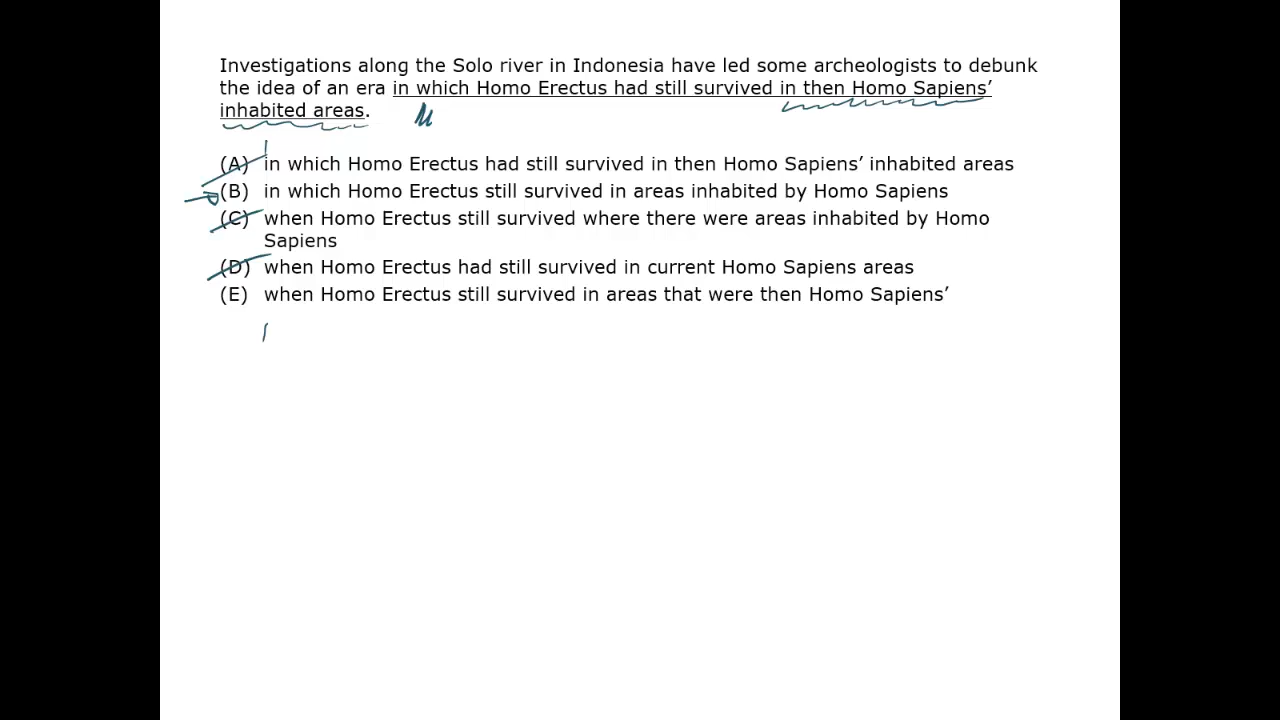 Investigations along the Solo river in Indonesia have led some archeologists to debunk
the idea of an era in which Homo Erectus had still survived in then Homo Sapiens’
inhabited areas.
(A) in which Homo Erectus had still survived in then Homo Sapiens’ inhabited areas
(B) in which Homo Erectus still survived in areas inhabited by Homo Sapiens
(C) when Homo Erectus still survived where there were areas inhabited by Homo
Sapiens
(D) when Homo Erectus had still survived in current Homo Sapiens areas
(E) when Homo Erectus still survived in areas that were then Homo Sapiens’